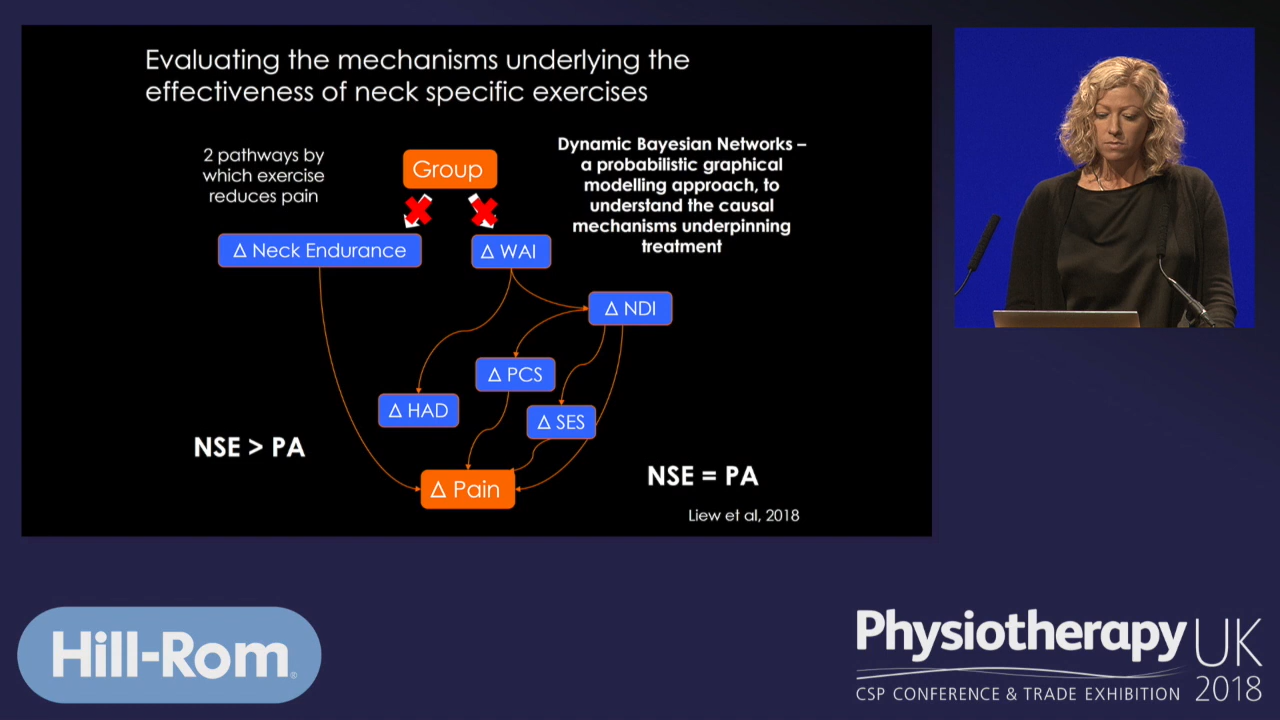 Evaluating the mechanisms underlying the
effectiveness of neck specific exercises
2 pathways by
which exercise
reduces pain
Group
Dynamic Bayesian Networks –
a probabilistic graphical
modelling approach, to
understand the causal
mechanisms underpinning
treatment
Δ Neck Endurance
Δ WAI
Δ NDI
Δ PCS
Δ HAD
Δ SES
NSE > PA
Δ Pain
NSE = PA
Liew et al, 2018
Hill-Rom®
Physiotherapy UK
CSP CONFERENCE & TRADE EXHIBITION 2018